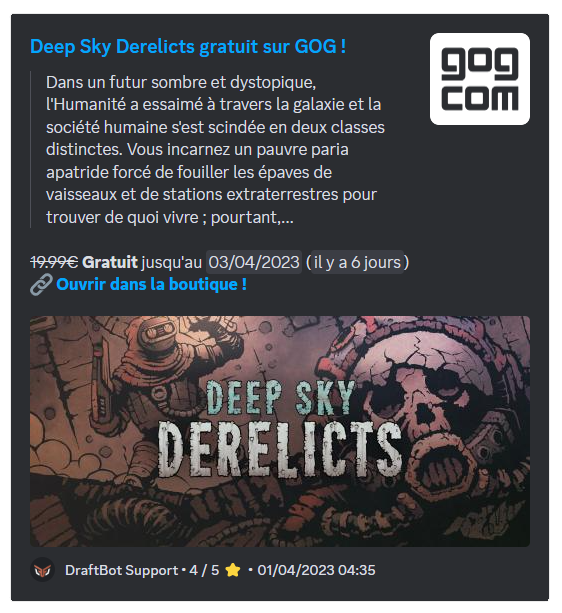 Deep Sky Derelicts gratuit sur GOG !
gog
com
Dans un futur sombre et dystopique,
l'Humanité a essaimé à travers la galaxie et la
société humaine s'est scindée en deux classes
distinctes. Vous incarnez un pauvre paria
apatride forcé de fouiller les épaves de
vaisseaux et de stations extraterrestres pour
trouver de quoi vivre ; pourtant,...
19.99€ Gratuit jusqu'au 03/04/2023 (il y a 6 jours)
Ouvrir dans la boutique !
DEEP SKY
DERELICTS
DraftBot Support • 4 / 5 ⭐ • 01/04/2023 04:35